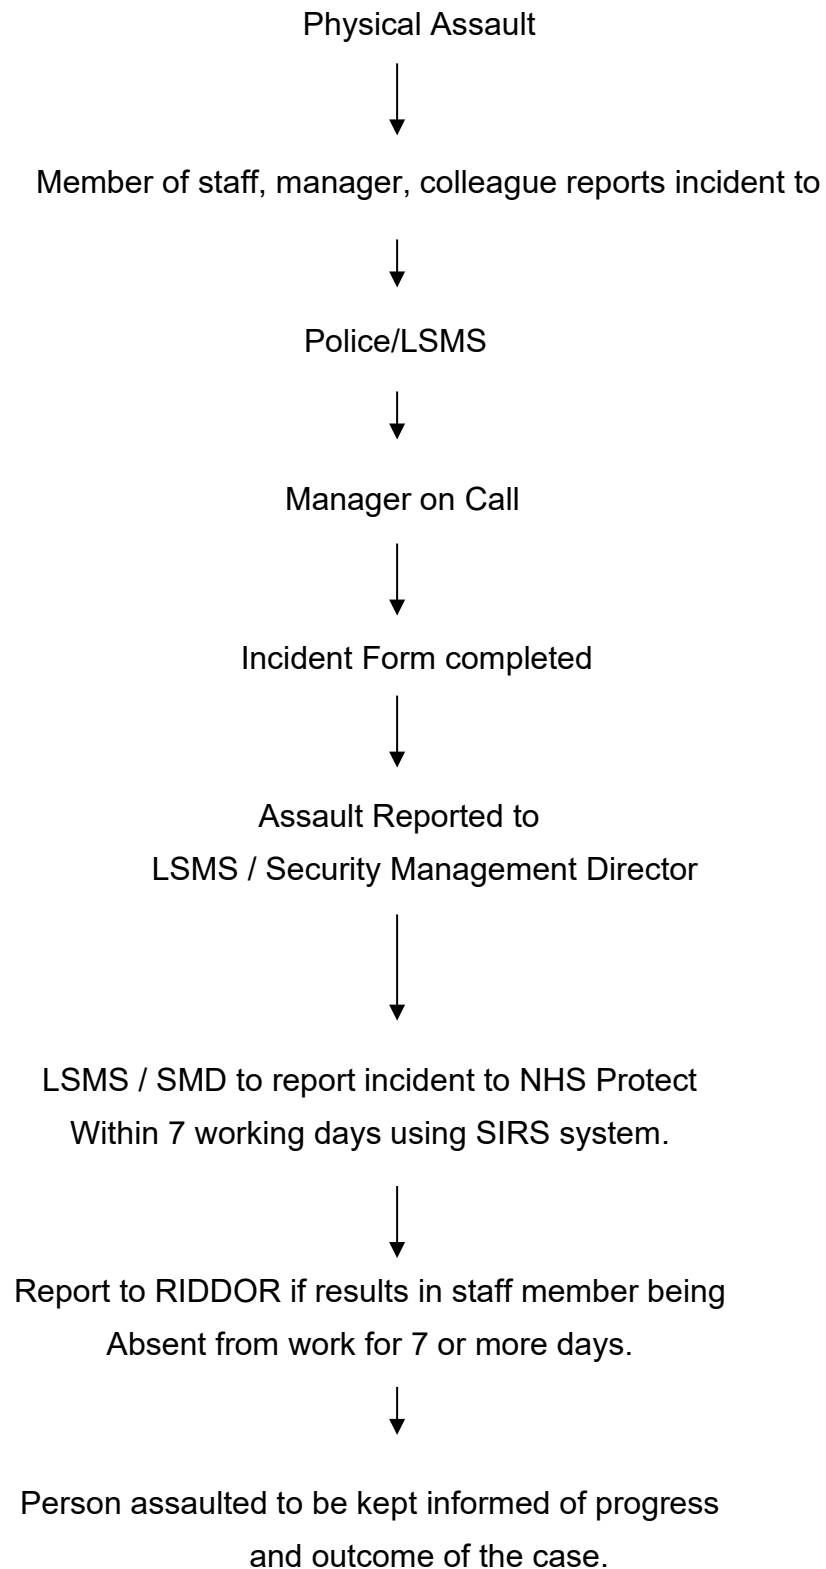 Physical Assault
Member of staff, manager, colleague reports incident to
Police/LSMS
Manager on Call
Incident Form completed
Assault Reported to
LSMS / Security Management Director
LSMS / SMD to report incident to NHS Protect
Within 7 working days using SIRS system.
Report to RIDDOR if results in staff member being
Absent from work for 7 or more days.
Person assaulted to be kept informed of progress
and outcome of the case.